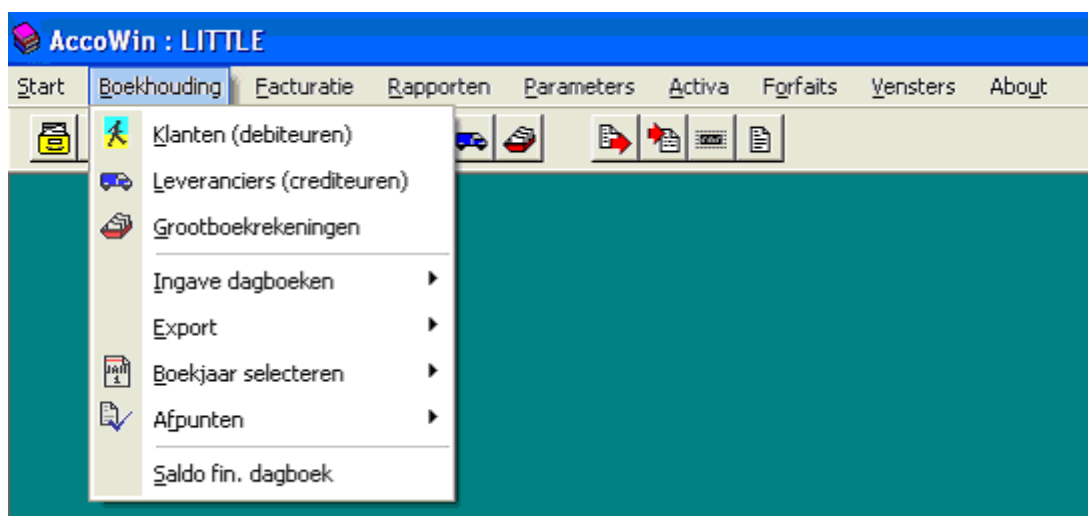 AccoWin : LITTLE
Start Boekhouding Facturatie Rapporten Parameters Activa Forfaits Vensters About
Klanten (debiteuren)
Leveranciers (crediteuren)
Grootboekrekeningen
Ingave dagboeken
Export
Boekjaar selecteren
Afpunten
Saldo fin. dagboek